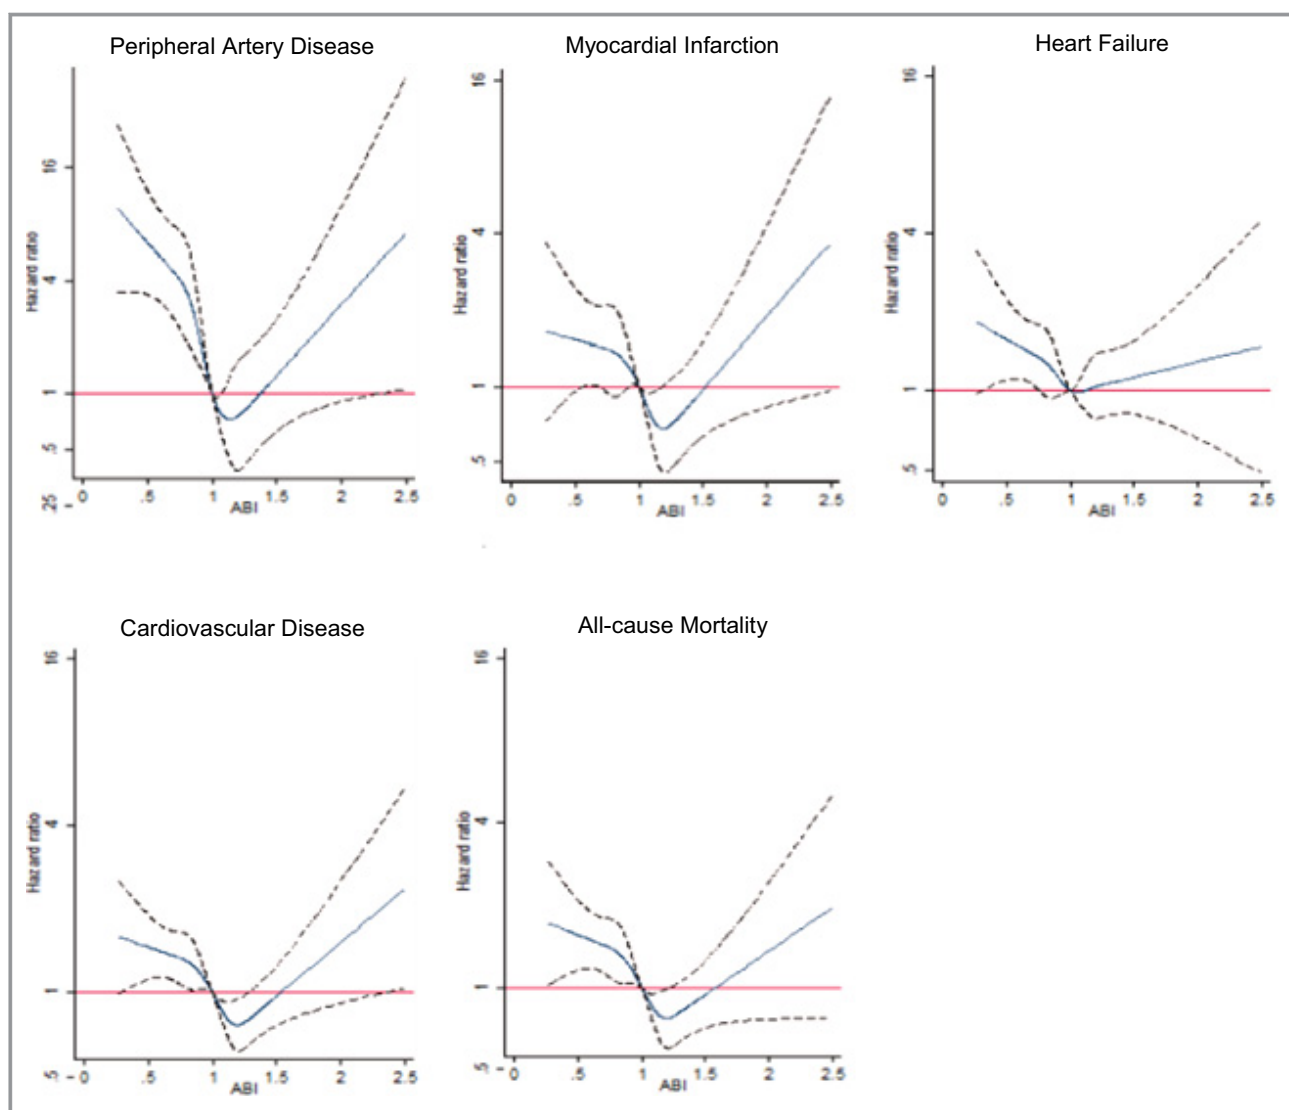 Peripheral Artery Disease
Myocardial Infarction
Heart Failure
Hazard ratio
16
4
1
.5
.25
0 .5 1 1.5 2 2.5
ABI
Hazard ratio
16
4
1
.5
0 .5 1 1.5 2 2.5
ABI
Hazard ratio
16
4
1
.5
0 .5 1 1.5 2 2.5
ABI
Cardiovascular Disease
All-cause Mortality
Hazard ratio
16
4
1
.5
0 .5 1 1.5 2 2.5
ABI
Hazard ratio
16
4
1
.5
0 .5 1 1.5 2 2.5
ABI